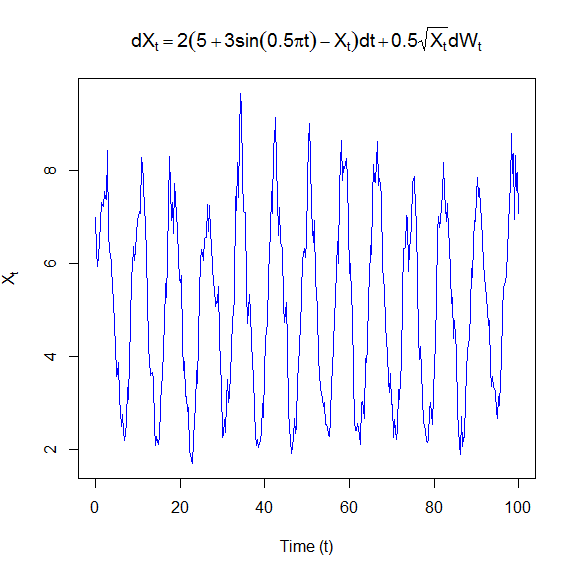 dXₜ = 2(5 + 3sin(0.5πt) − Xₜ)dt + 0.5√Xₜ dWₜ
8
6
4
2
Xₜ
0 20 40 60 80 100
Time (t)